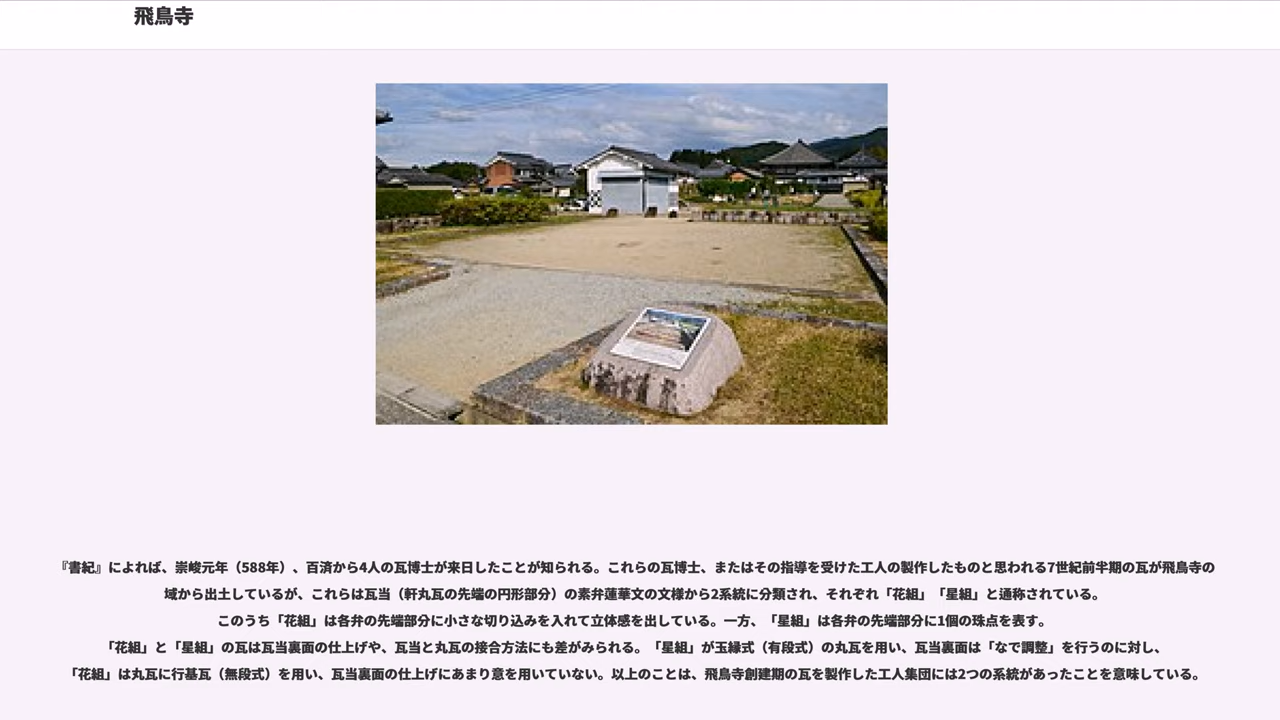 飛鳥寺
『書紀』によれば、崇峻元年（588年）、百済から4人の瓦博士が来日したことが知られる。これらの瓦博士、またはその指導を受けた工人の製作したものと思われる7世紀前半期の瓦が飛鳥寺の
域から出土しているが、これらは瓦当（軒丸瓦の先端の円形部分）の素弁蓮華文の文様から2系統に分類され、それぞれ「花組」「星組」と通称されている。
このうち「花組」は各弁の先端部分に小さな切り込みを入れて立体感を出している。一方、「星組」は各弁の先端部分に1個の珠点を表す。
「花組」と「星組」の瓦は瓦当裏面の仕上げや、瓦当と丸瓦の接合方法にも差がみられる。「星組」が玉縁式（有段式）の丸瓦を用い、瓦当裏面は「なで調整」を行うのに対し、
「花組」は丸瓦に行基瓦（無段式）を用い、瓦当裏面の仕上げにあまり意を用いていない。以上のことは、飛鳥寺創建期の瓦を製作した工人集団には2つの系統があったことを意味している。